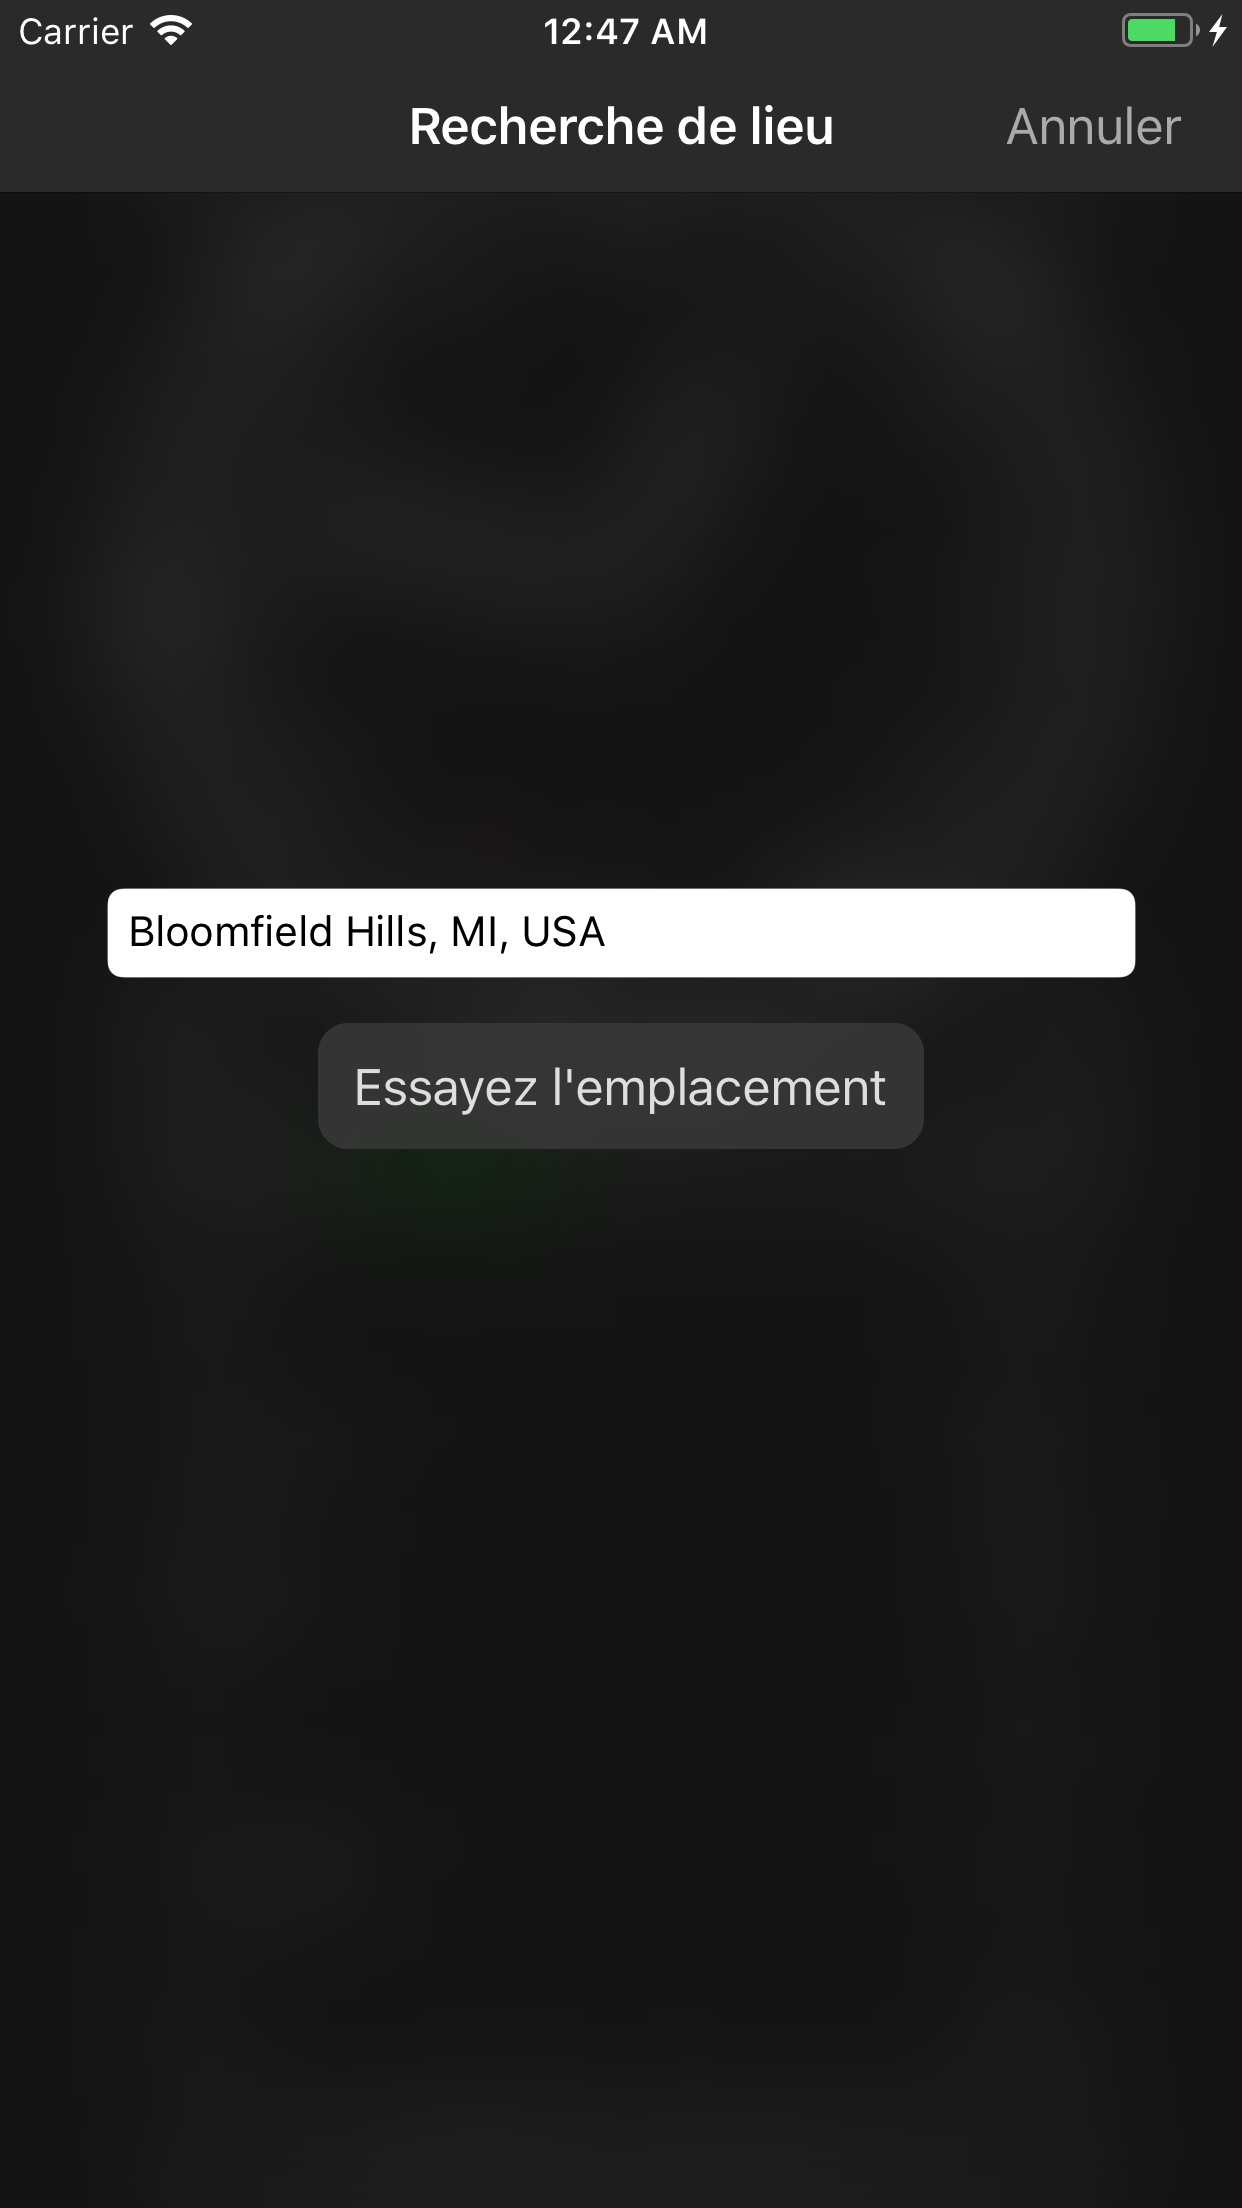 Carrier 12:47 AM
Recherche de lieu Annuler
Bloomfield Hills, MI, USA
Essayez l'emplacement